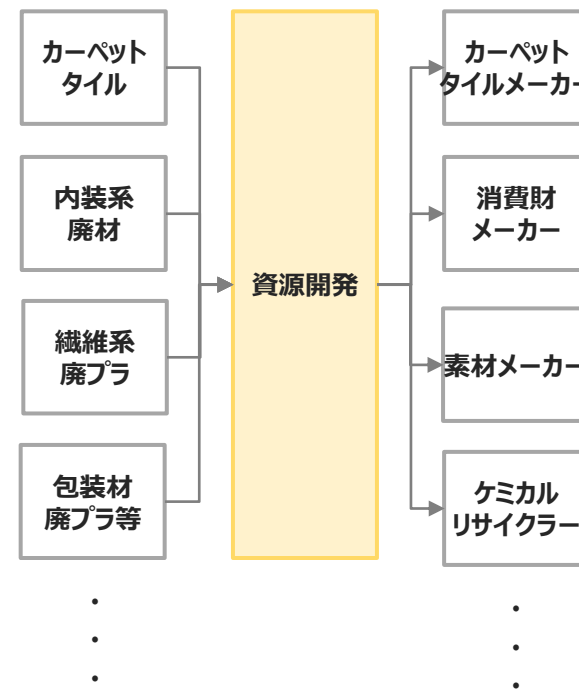 カーペット
タイル
内装系
廃材
繊維系
廃プラ
包装材
廃プラ等
・
・
・
資源開発
カーペット
タイルメーカー
消費財
メーカー
素材メーカー
ケミカル
リサイクラー
・
・
・